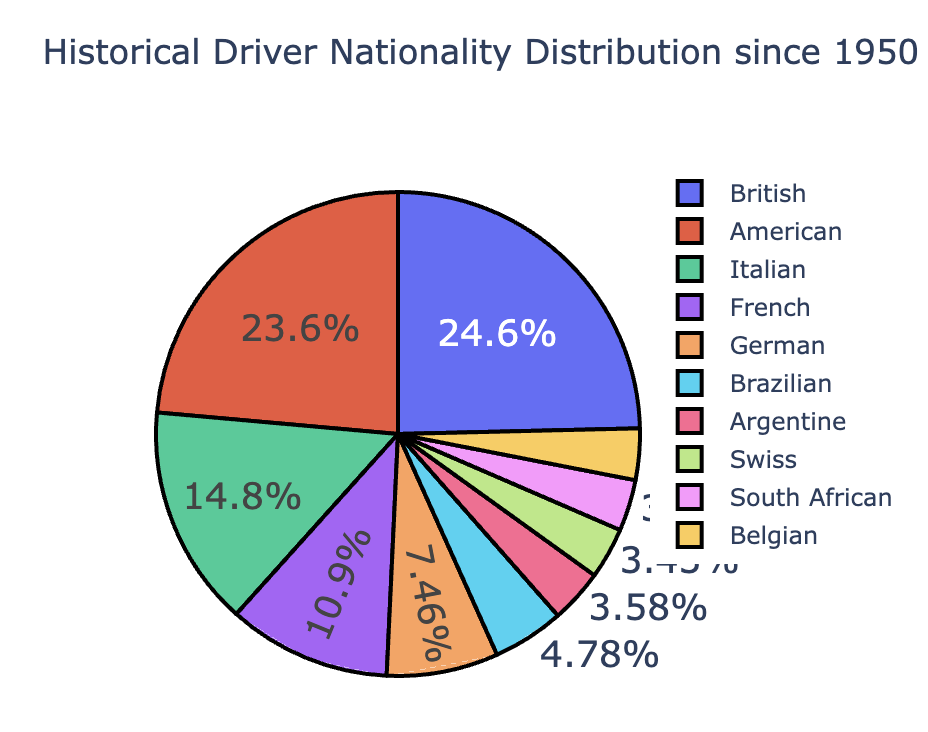 Historical Driver Nationality Distribution since 1950
British
American
Italian
French
German
Brazilian
Argentine
Swiss
South African
Belgian
23.6%
24.6%
14.8%
10.9%
7.46%
3.58%
4.78%